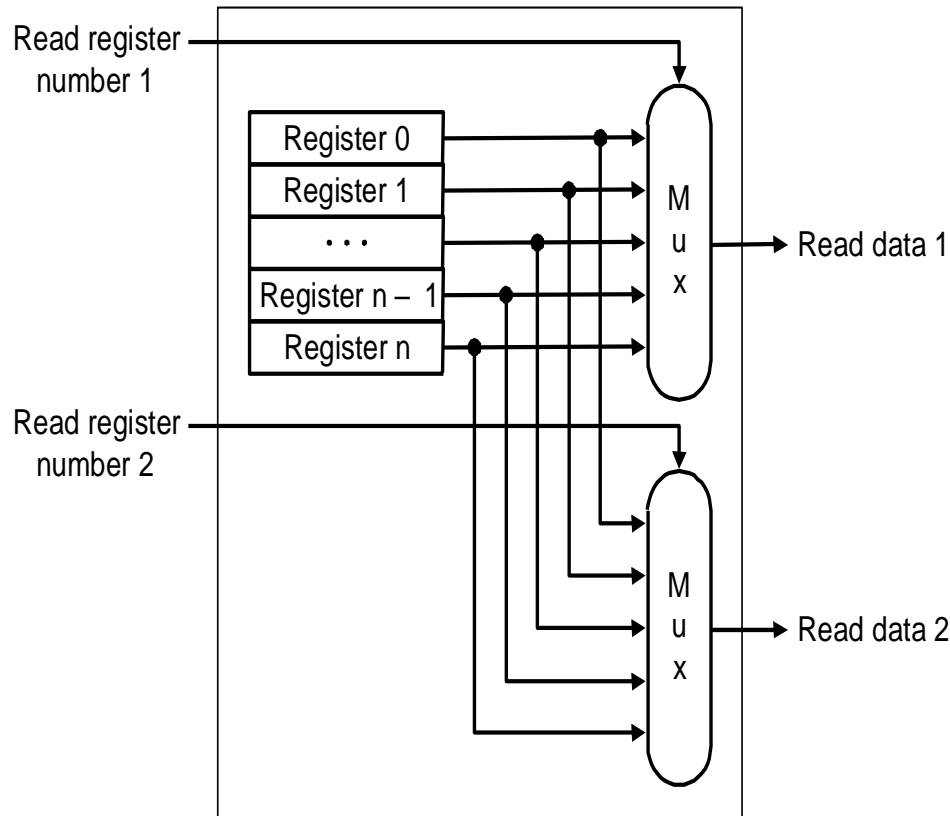 Read register
number 1
Register 0
Register 1
. . .
Register n – 1
Register n
M
u
x
Read data 1
Read register
number 2
M
u
x
Read data 2